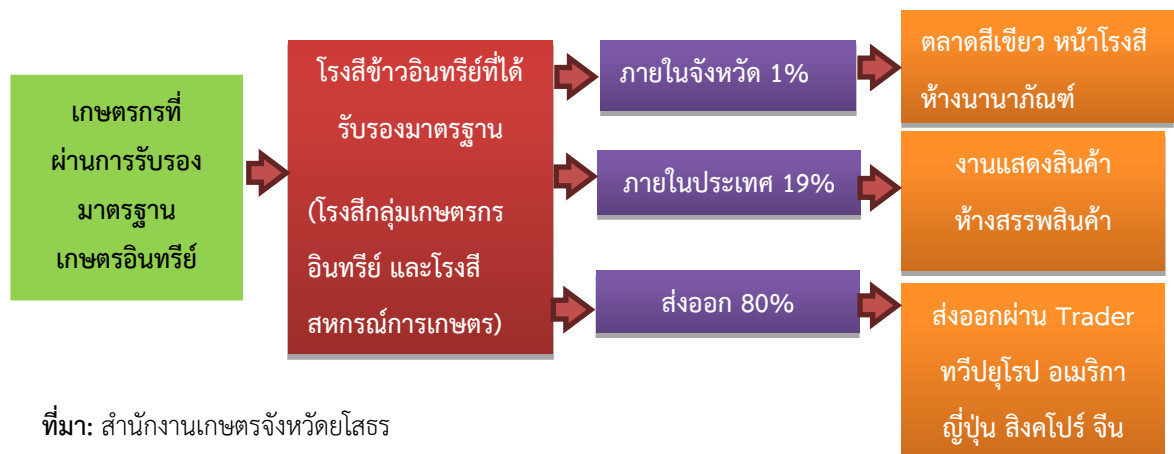 เกษตรกรที่
ผ่านการรับรอง
มาตรฐาน
เกษตรอินทรีย์
โรงสีข้าวอินทรีย์ที่ได้
รับรองมาตรฐาน
(โรงสีกลุ่มเกษตรกร
อินทรีย์ และโรงสี
สหกรณ์การเกษตร)
ภายในจังหวัด 1%
ตลาดสีเขียว หน้าโรงสี
ห้างนานาภัณฑ์
ภายในประเทศ 19%
งานแสดงสินค้า
ห้างสรรพสินค้า
ส่งออก 80%
ส่งออกผ่าน Trader
ทวีปยุโรป อเมริกา
ญี่ปุ่น สิงคโปร์ จีน
ที่มา: สำนักงานเกษตรจังหวัดยโสธร